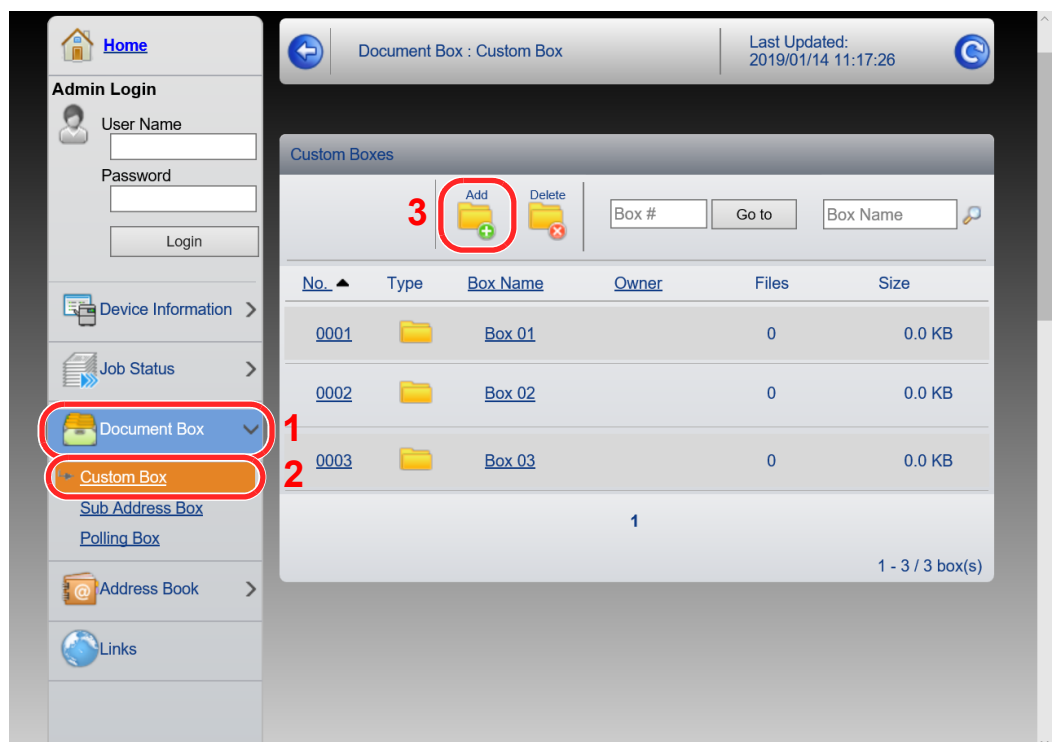 Home
Admin Login
User Name
Password
Login
Device Information
Job Status
Document Box
1
Custom Box
2
Sub Address Box
Polling Box
Address Book
Links
Document Box : Custom Box
Last Updated:
2019/01/14 11:17:26
Custom Boxes
3
Add Delete
Box # Go to Box Name
No. Type Box Name Owner Files Size
0001 Box 01 0 0.0 KB
0002 Box 02 0 0.0 KB
0003 Box 03 0 0.0 KB
1
1 - 3 / 3 box(s)